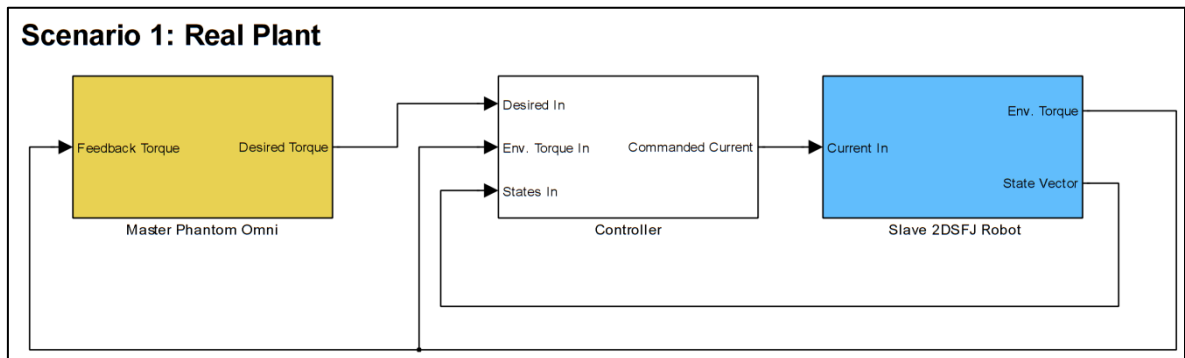 Scenario 1: Real Plant
Feedback Torque
Desired Torque
Master Phantom Omni
Desired In
Env. Torque In
States In
Commanded Current
Controller
Current In
Env. Torque
State Vector
Slave 2DSFJ Robot